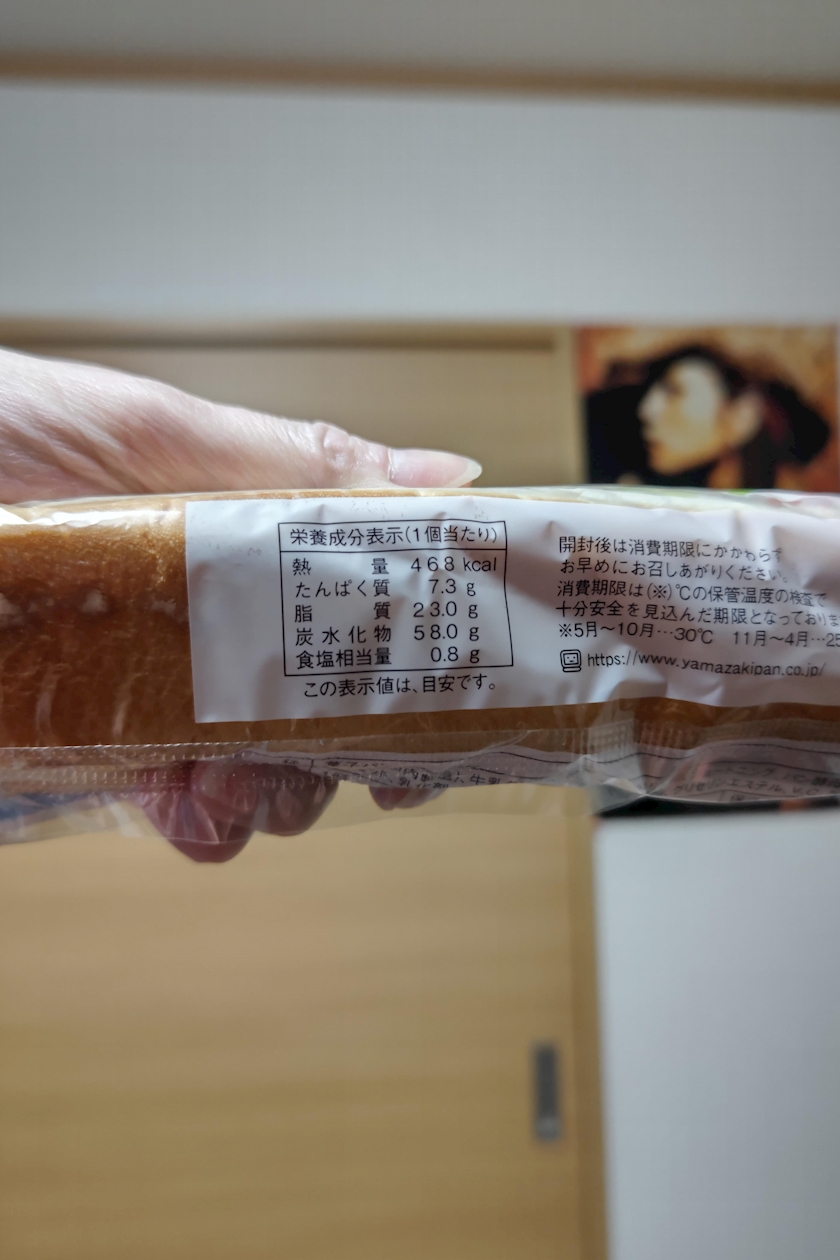 栄養成分表示(1個当たり)
熱量 468 kcal
たんぱく質 7.3 g
脂質 23.0 g
炭水化物 58.0 g
食塩相当量 0.8 g
この表示値は、目安です。
開封後は消費期限にかかわらず
お早めにお召しあがりください。
消費期限は(※)℃の保管温度の検査で
十分安全を見込んだ期限となっておりま
※5月〜10月…30℃ 11月〜4月…25
https://www.yamazakipan.co.jp/